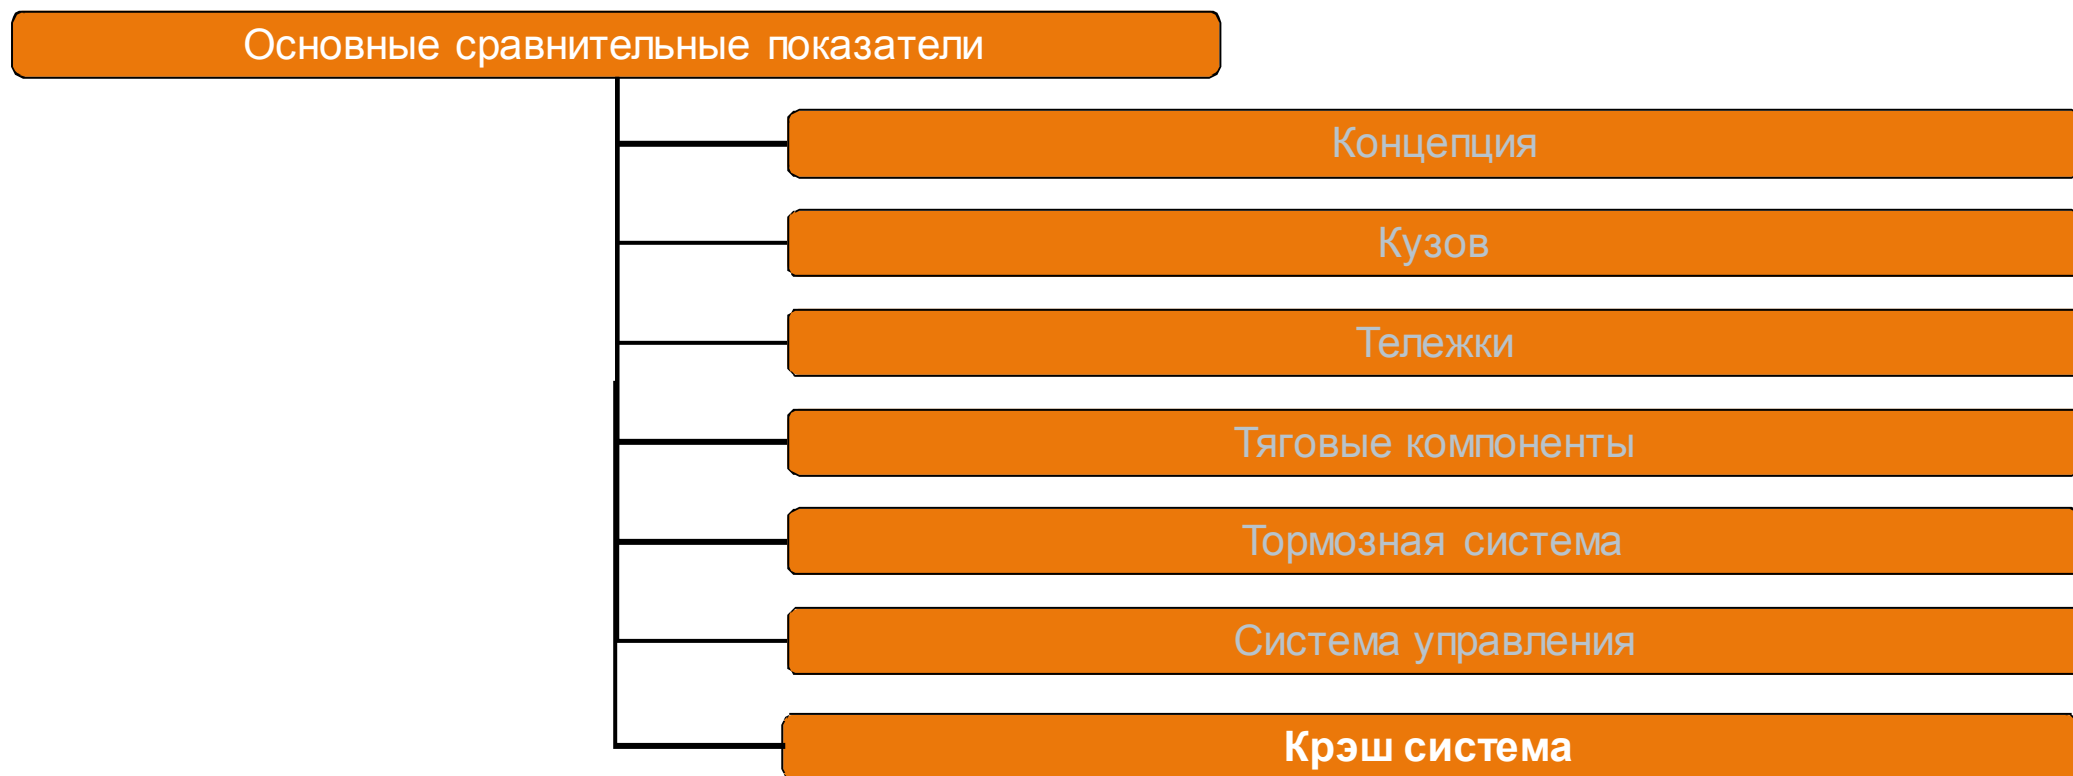 Основные сравнительные показатели
Концепция
Кузов
Тележки
Тяговые компоненты
Тормозная система
Система управления
Крэш система